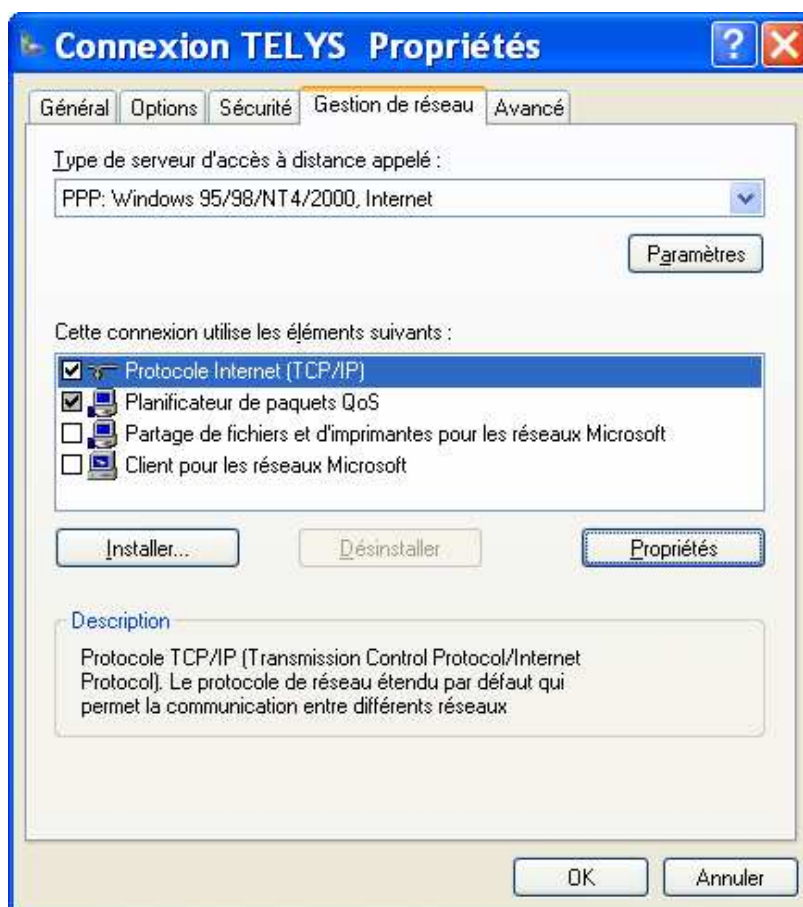 Connexion TELYS Propriétés
Général Options Sécurité Gestion de réseau Avancé
Type de serveur d'accès à distance appelé :
PPP: Windows 95/98/NT4/2000, Internet
Paramètres
Cette connexion utilise les éléments suivants :
Protocole Internet (TCP/IP)
Planificateur de paquets QoS
Partage de fichiers et d'imprimantes pour les réseaux Microsoft
Client pour les réseaux Microsoft
Installer... Désinstaller Propriétés
Description
Protocole TCP/IP (Transmission Control Protocol/Internet
Protocol). Le protocole de réseau étendu par défaut qui
permet la communication entre différents réseaux
OK Annuler